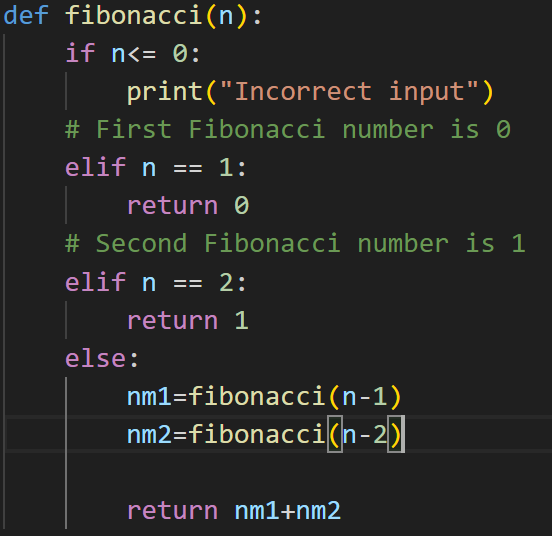 def fibonacci(n):
    if n<= 0:
        print("Incorrect input")
    # First Fibonacci number is 0
    elif n == 1:
        return 0
    # Second Fibonacci number is 1
    elif n == 2:
        return 1
    else:
        nm1=fibonacci(n-1)
        nm2=fibonacci(n-2)
        return nm1+nm2